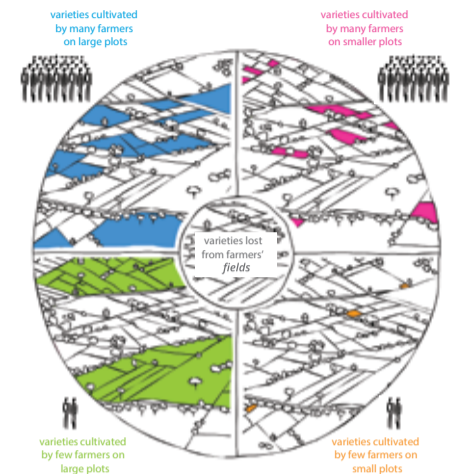 varieties cultivated
by many farmers
on large plots
varieties cultivated
by many farmers
on smaller plots
varieties lost
from farmers'
fields
varieties cultivated
by few farmers on
large plots
varieties cultivated
by few farmers on
small plots